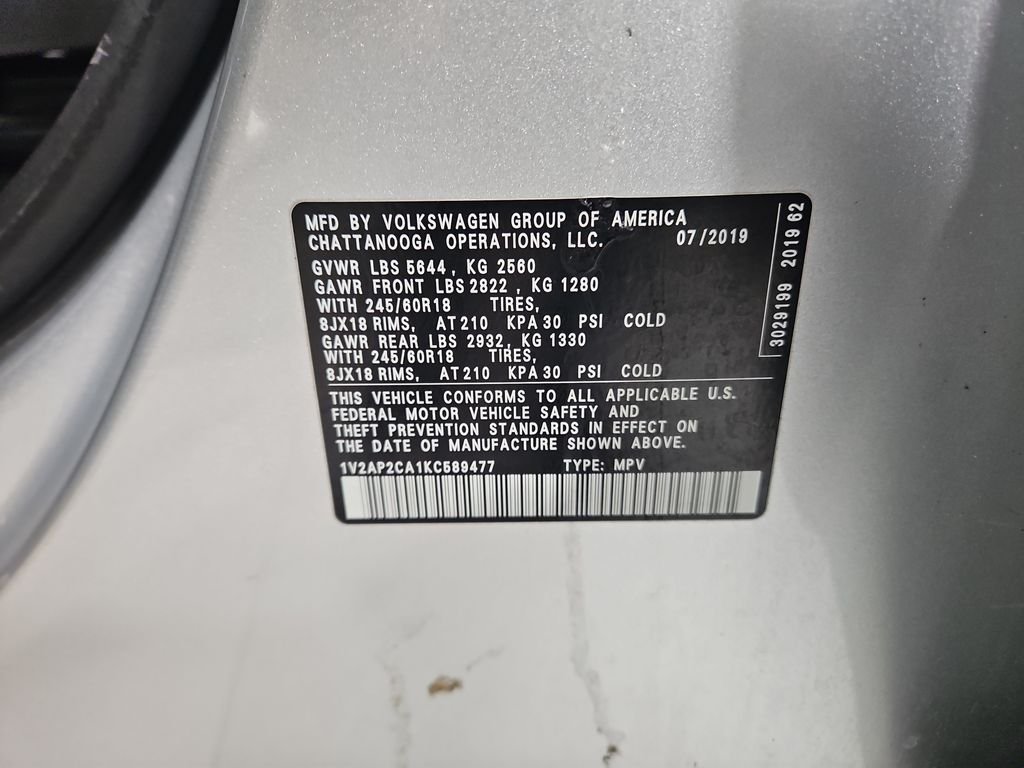 MFD BY VOLKSWAGEN GROUP OF AMERICA
CHATTANOOGA OPERATIONS, LLC. 07/2019
GVWR LBS 5644, KG 2560
GAWR FRONT LBS 2822, KG 1280
WITH 245/60R18 TIRES,
8JX18 RIMS, AT 210 KPA 30 PSI COLD
GAWR REAR LBS 2932, KG 1330
WITH 245/60R18 TIRES,
8JX18 RIMS, AT 210 KPA 30 PSI COLD
THIS VEHICLE CONFORMS TO ALL APPLICABLE U.S.
FEDERAL MOTOR VEHICLE SAFETY AND
THEFT PREVENTION STANDARDS IN EFFECT ON
THE DATE OF MANUFACTURE SHOWN ABOVE.
1V2AP2CA1KC589477 TYPE: MPV
3029199 2019 62